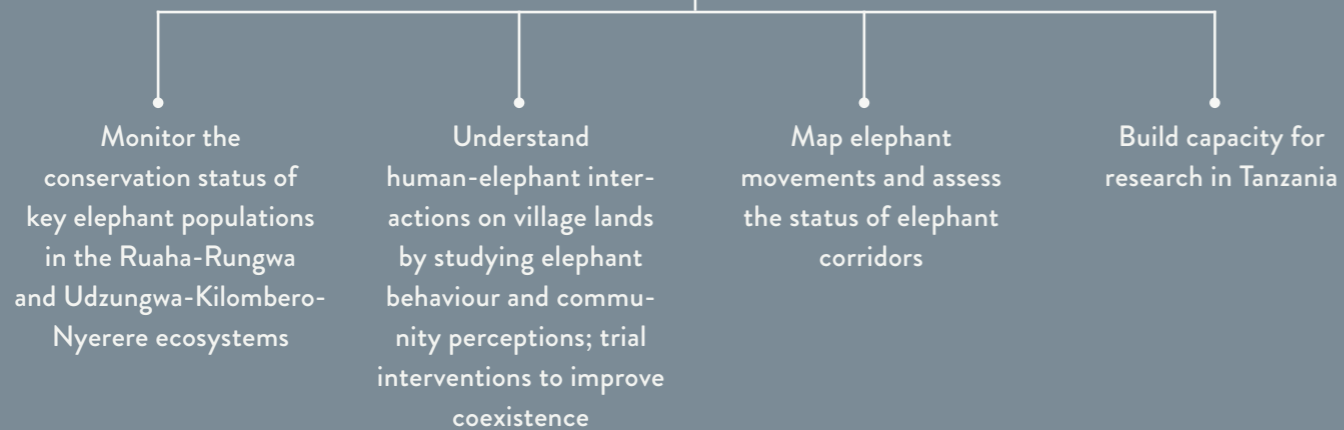 Monitor the
conservation status of
key elephant populations
in the Ruaha-Rungwa
and Udzungwa-Kilombero-
Nyerere ecosystems
Understand
human-elephant inter-
actions on village lands
by studying elephant
behaviour and commu-
nity perceptions; trial
interventions to improve
coexistence
Map elephant
movements and assess
the status of elephant
corridors
Build capacity for
research in Tanzania